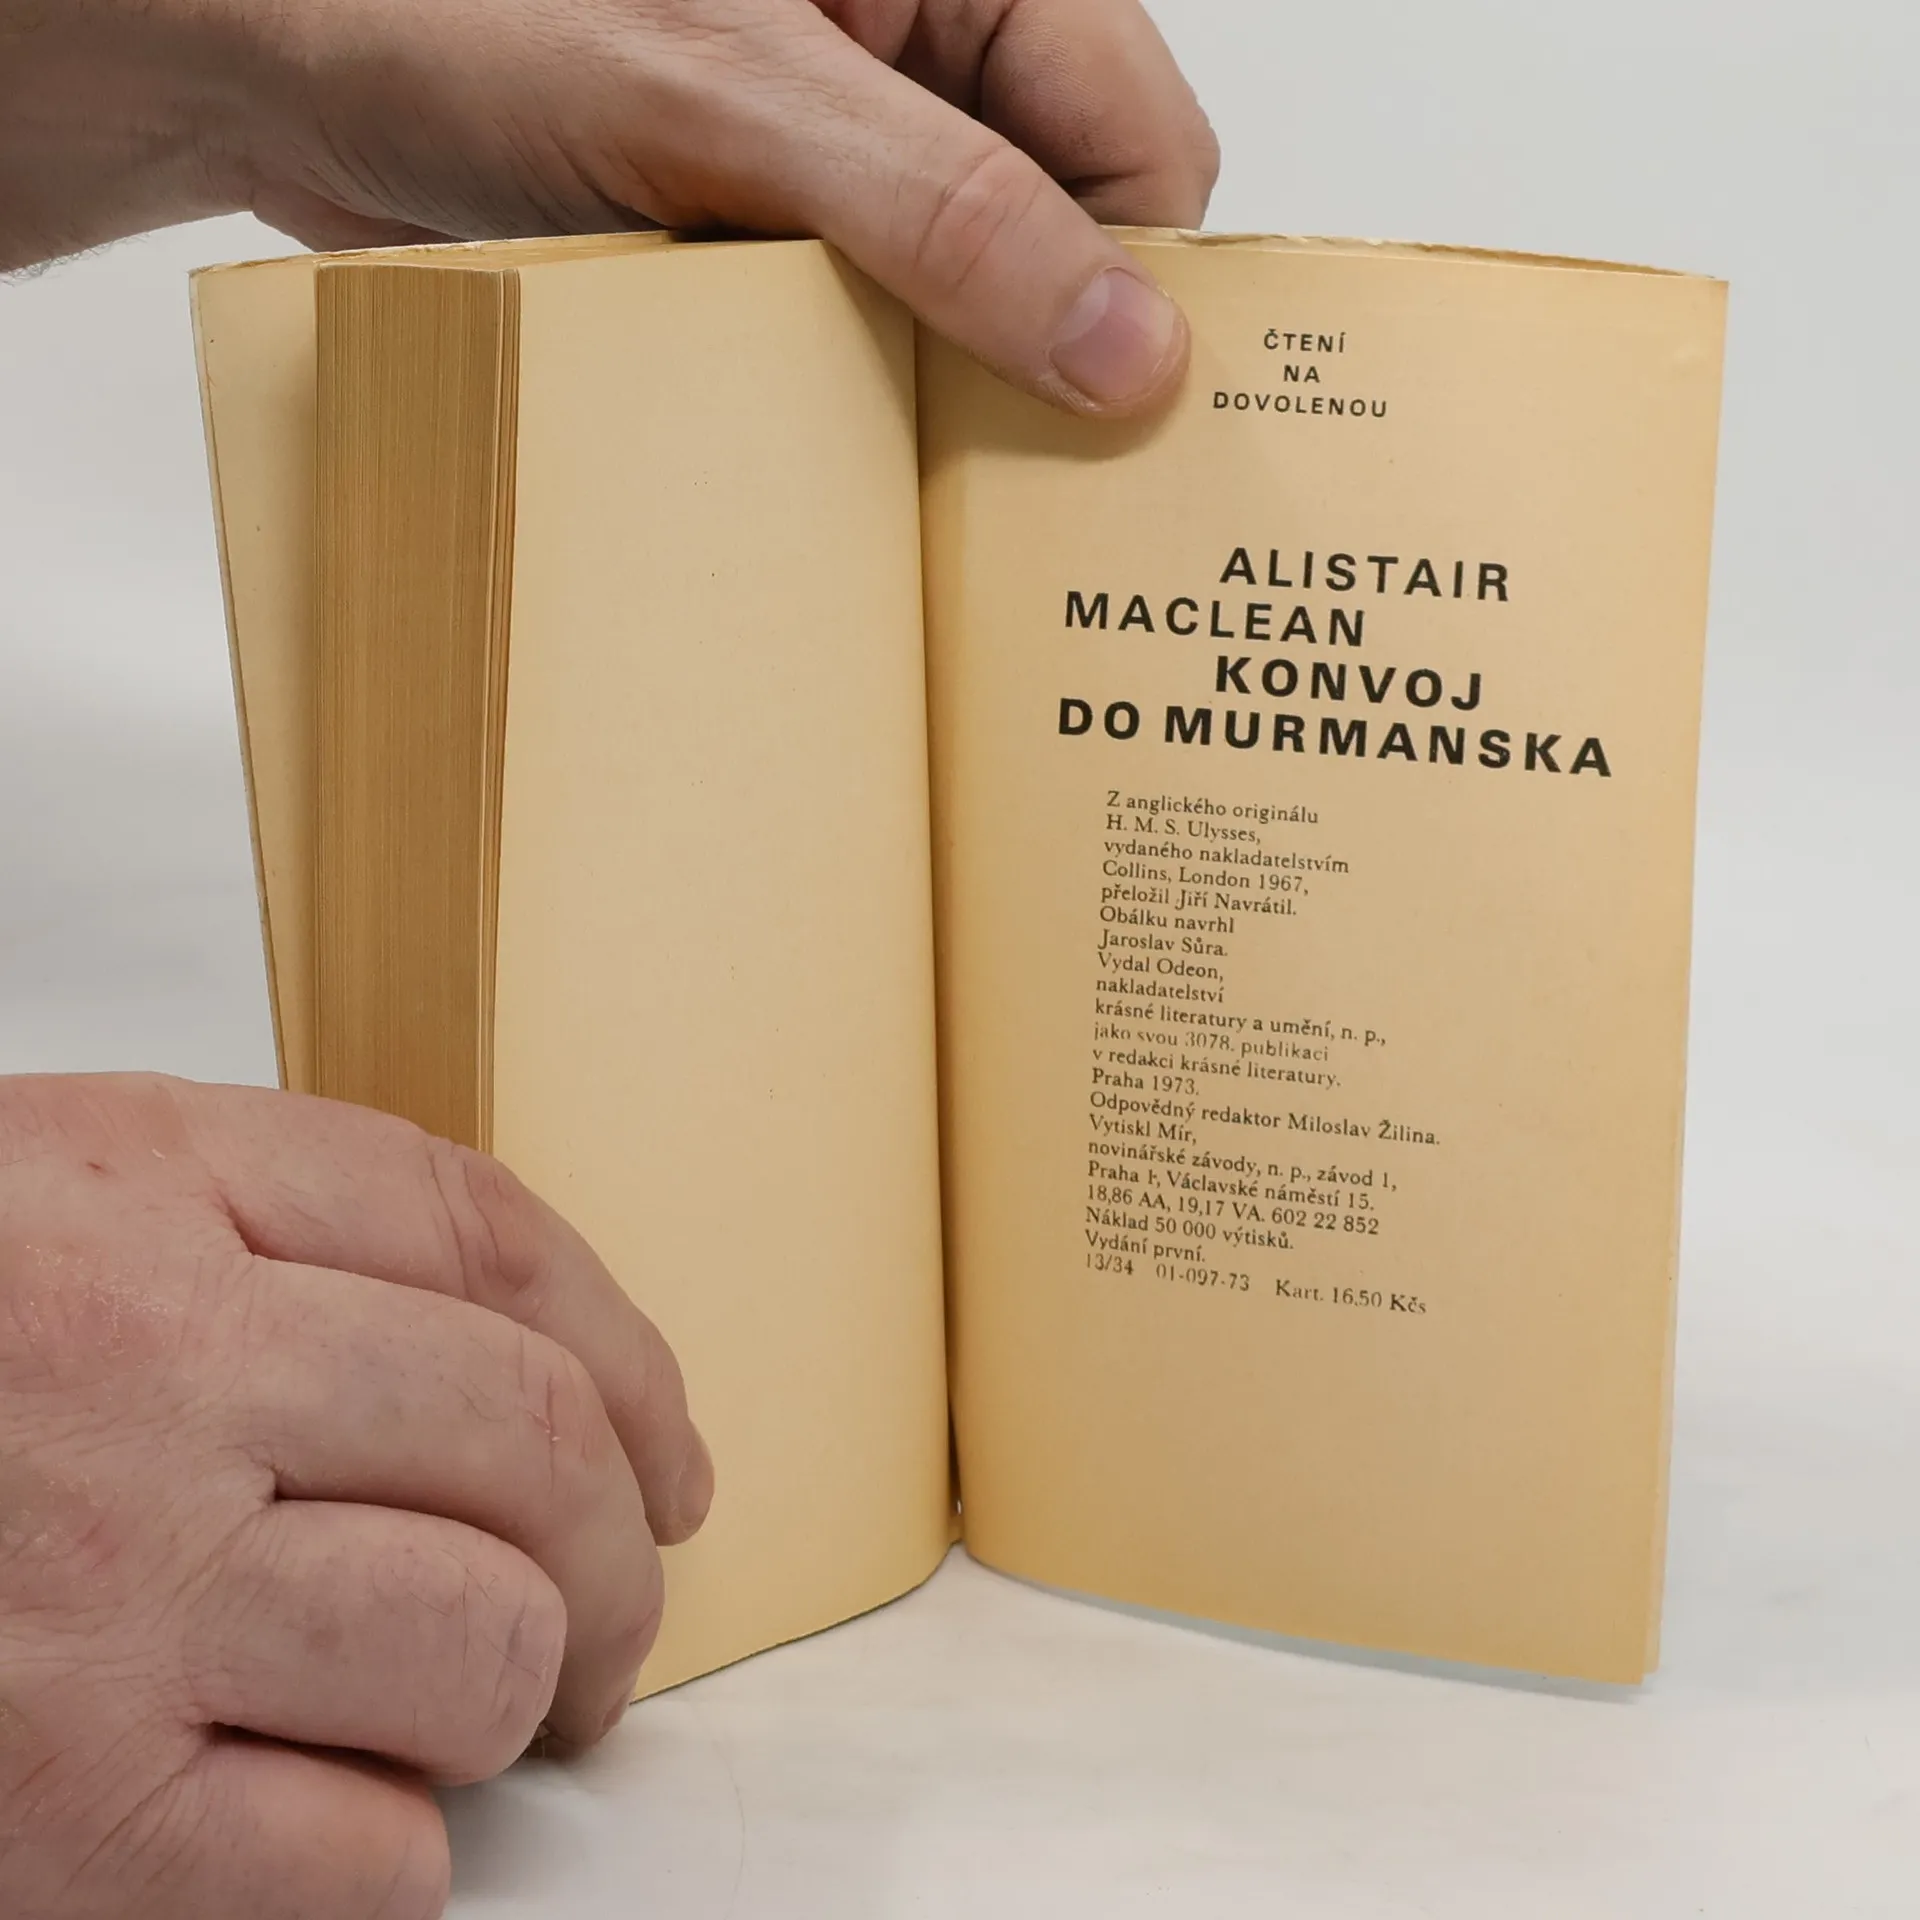 ČTENÍ
NA
DOVOLENOU
ALISTAIR
MACLEAN
KONVOJ
DO MURMANSKA
Z anglického originálu
H. M. S. Ulysses,
vydaného nakladatelstvím
Collins, London 1967,
přeložil Jiří Navrátil.
Obálku navrhl
Jaroslav Sůra.
Vydal Odeon,
nakladatelství
krásné literatury a umění, n. p.,
jako svou 3078. publikaci
v redakci krásné literatury.
Praha 1973.
Odpovědný redaktor Miloslav Žilina.
Vytiskl Mír,
novinářské závody, n. p., závod 1,
Praha 1, Václavské náměstí 15.
18,86 AA, 19,17 VA. 602 22 852
Náklad 50 000 výtisků.
Vydání první.
13/34 01-097-73 Kart. 16,50 Kčs